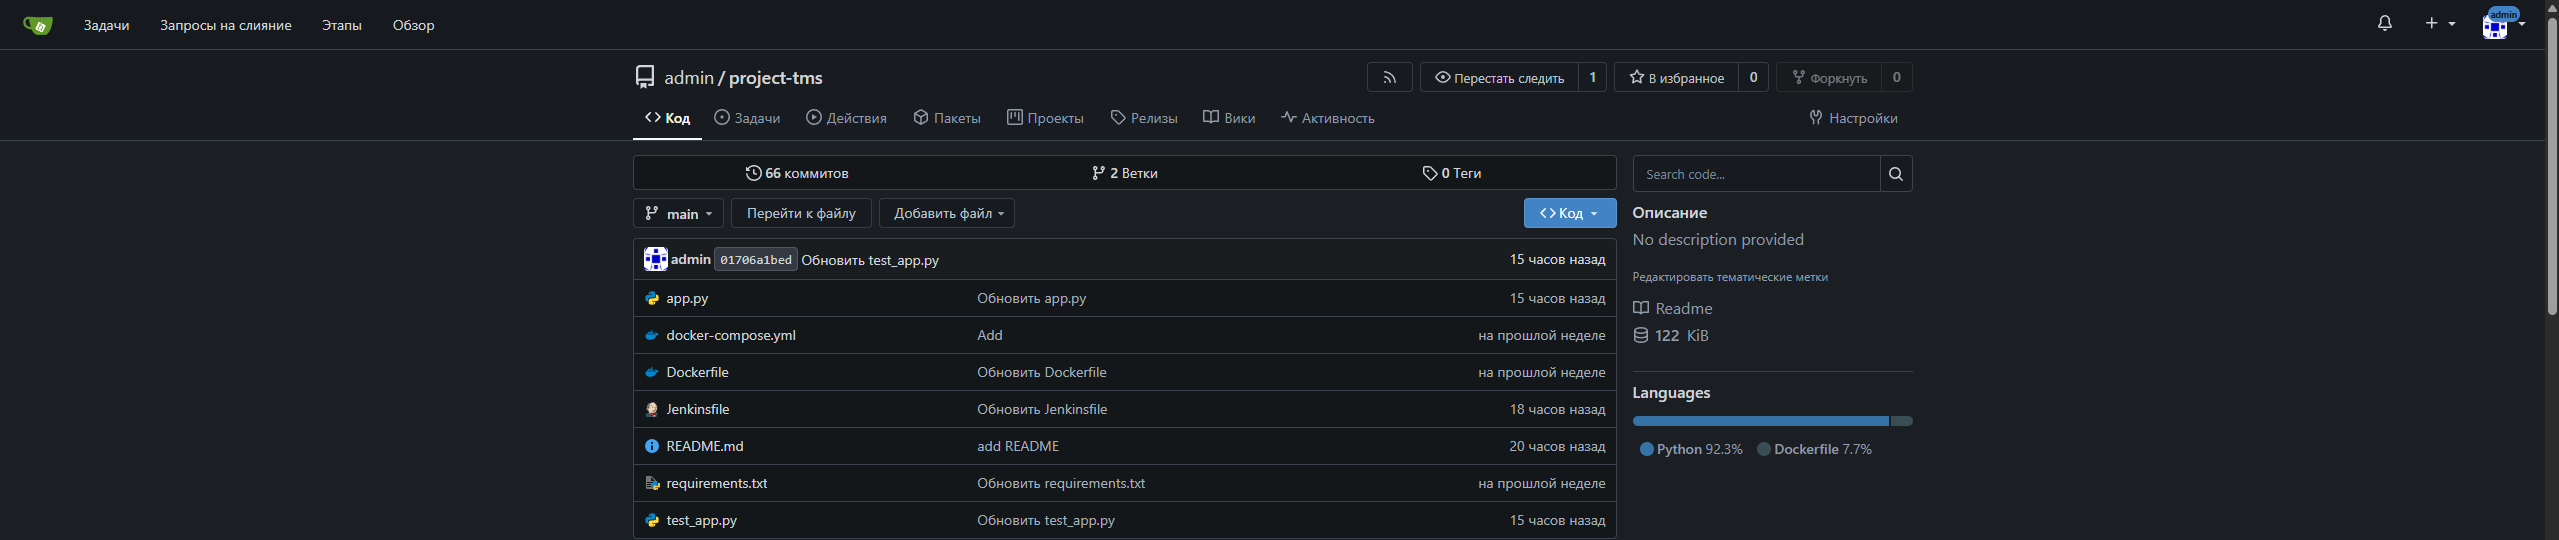 Задачи Запросы на слияние Этапы Обзор admin
admin / project-tms Перестать следить 1 В избранное 0 Форкнуть 0
Код Задачи Действия Пакеты Проекты Релизы Вики Активность Настройки
66 коммитов 2 Ветки 0 Теги
main Перейти к файлу Добавить файл Код
admin 01706a1bed Обновить test_app.py 15 часов назад
app.py Обновить app.py 15 часов назад
docker-compose.yml Add на прошлой неделе
Dockerfile Обновить Dockerfile на прошлой неделе
Jenkinsfile Обновить Jenkinsfile 18 часов назад
README.md add README 20 часов назад
requirements.txt Обновить requirements.txt на прошлой неделе
test_app.py Обновить test_app.py 15 часов назад
Search code...
Описание
No description provided
Редактировать тематические метки
Readme
122 KiB
Languages
Python 92.3% Dockerfile 7.7%